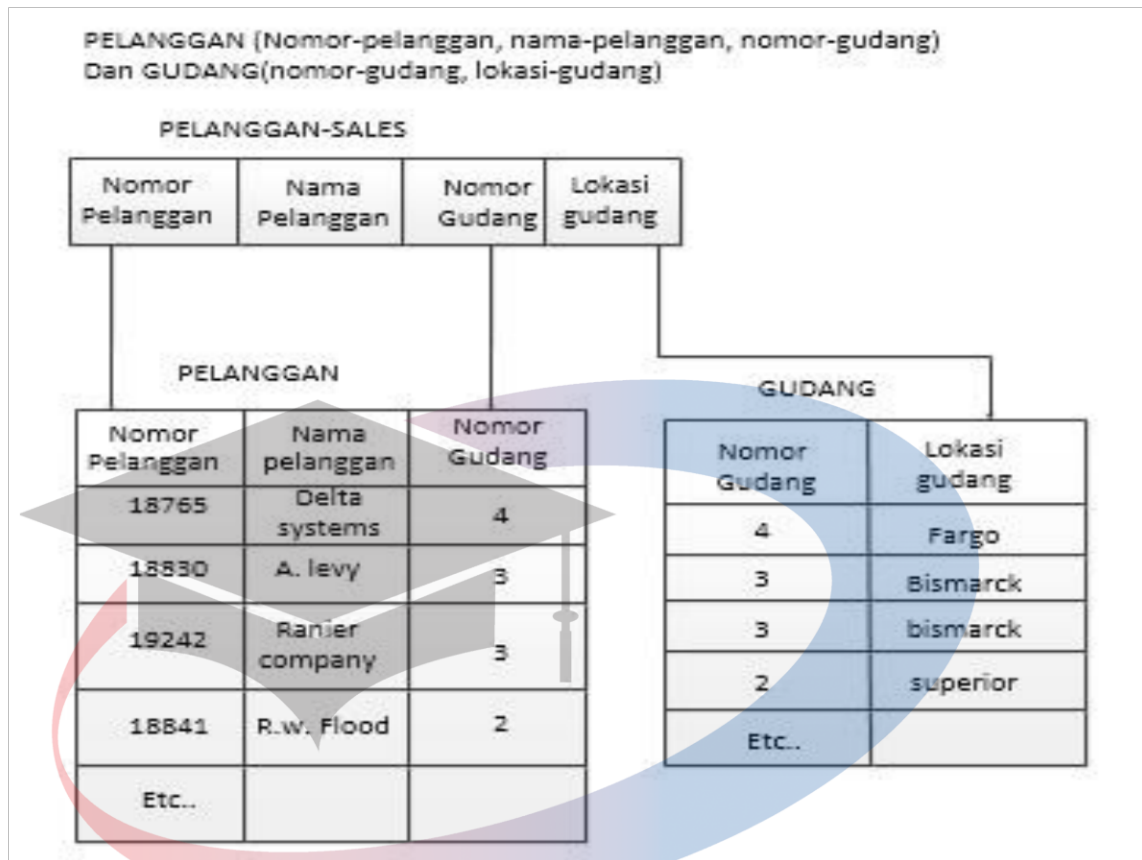 PELANGGAN (Nomor-pelanggan, nama-pelanggan, nomor-gudang)
Dan GUDANG(nomor-gudang, lokasi-gudang)
PELANGGAN-SALES
Nomor Pelanggan Nama Pelanggan Nomor Gudang Lokasi gudang
PELANGGAN
Nomor Pelanggan Nama pelanggan Nomor Gudang
18765 Delta systems 4
18830 A. levy 3
19242 Ranier company 3
18841 R.w. Flood 2
Etc..
GUDANG
Nomor Gudang Lokasi gudang
4 Fargo
3 Bismarck
3 bismarck
2 superior
Etc..